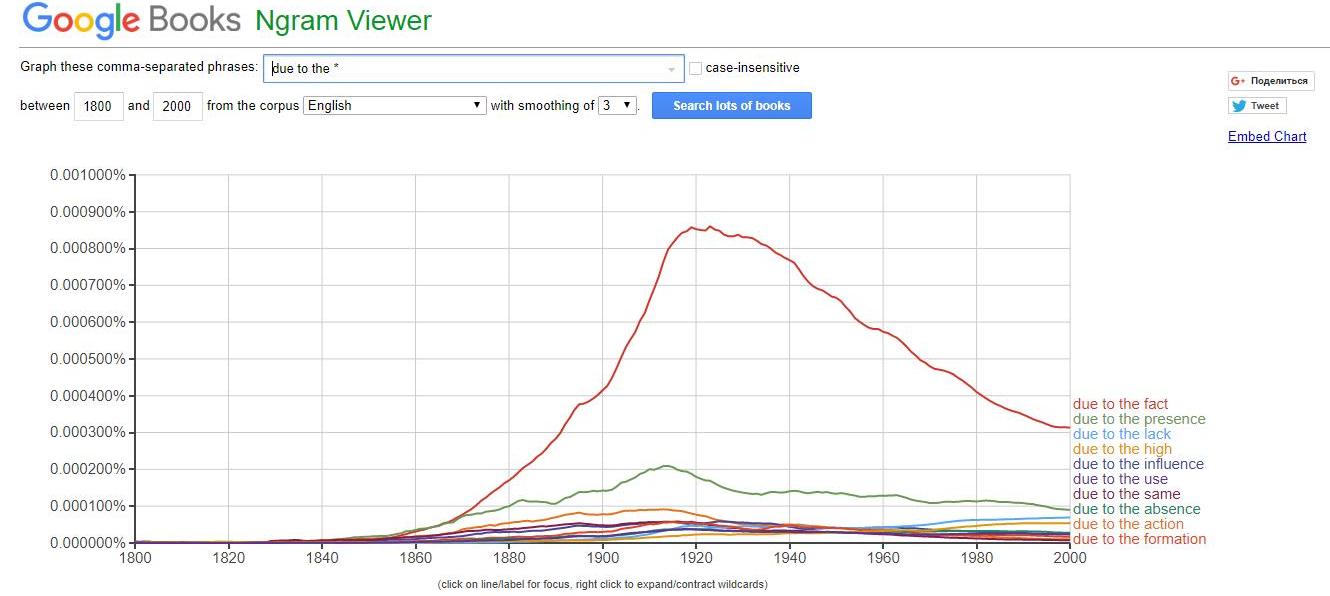 Google Books Ngram Viewer
Graph these comma-separated phrases: due to the * case-insensitive
between 1800 and 2000 from the corpus English with smoothing of 3 . Search lots of books
G+ Поделиться
Tweet
Embed Chart
0.001000%
0.000900%
0.000800%
0.000700%
0.000600%
0.000500%
0.000400%
0.000300%
0.000200%
0.000100%
0.000000%
1800 1820 1840 1860 1880 1900 1920 1940 1960 1980 2000
due to the fact
due to the presence
due to the lack
due to the high
due to the influence
due to the use
due to the same
due to the absence
due to the action
due to the formation
(click on line/label for focus, right click to expand/contract wildcards)